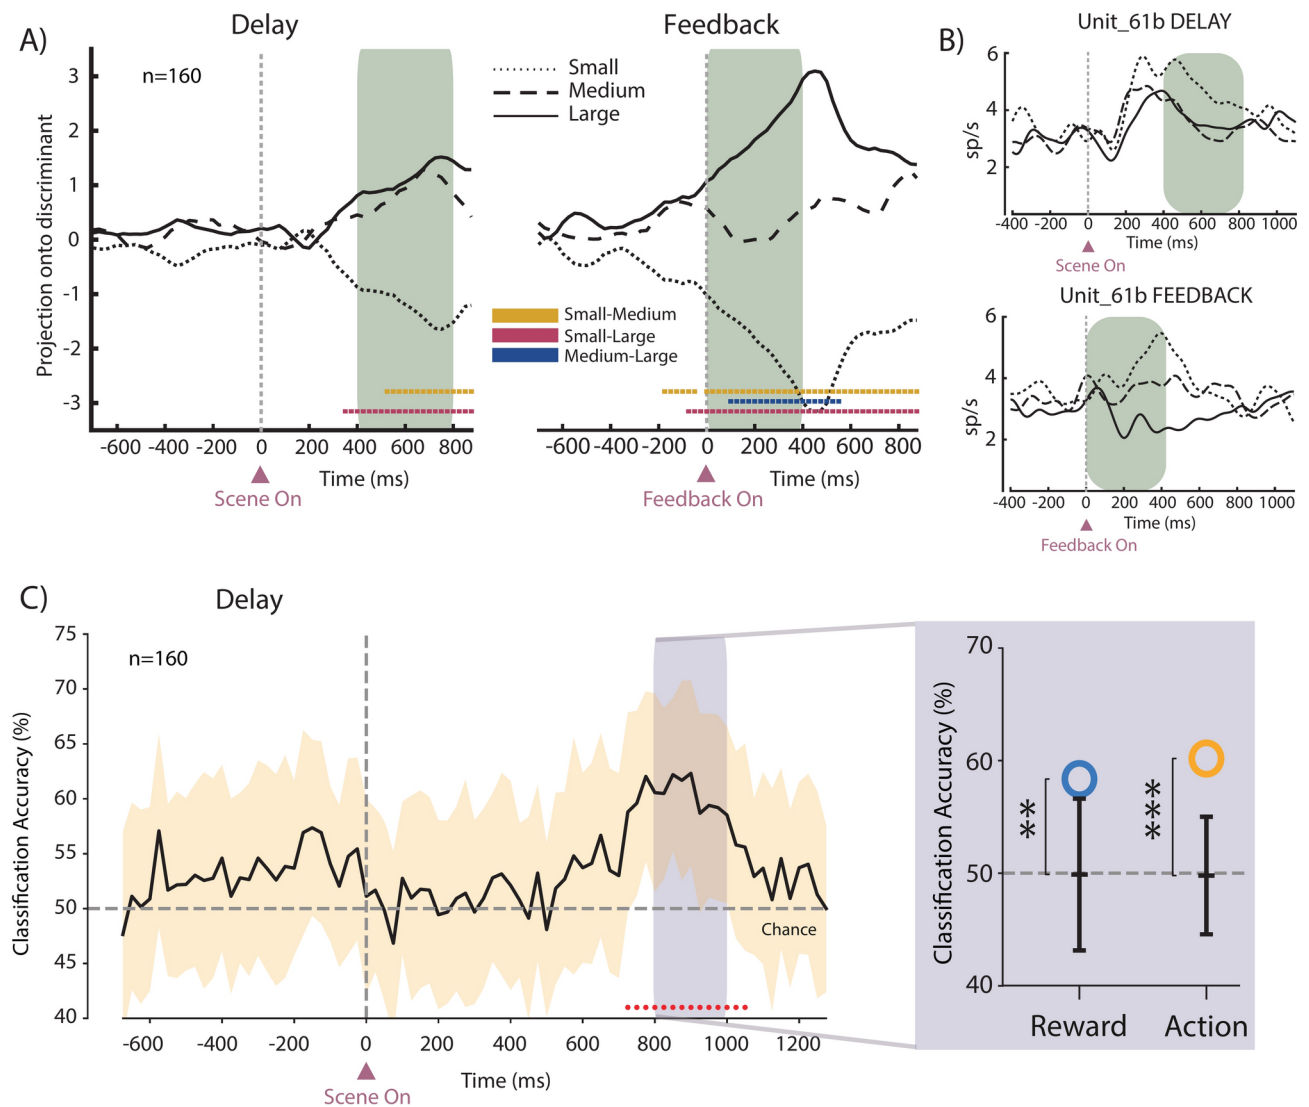 A)
Delay
n=160
3
2
1
0
-1
-2
-3
Projection onto discriminant
-600 -400 -200 0 200 400 600 800
Time (ms)
Scene On
Small
Medium
Large
Feedback
Small-Medium
Small-Large
Medium-Large
-600 -400 -200 0 200 400 600 800
Time (ms)
Feedback On
B)
Unit_61b DELAY
6
4
2
sp/s
-400 -200 0 200 400 600 800 1000
Time (ms)
Scene On
Unit_61b FEEDBACK
6
4
2
sp/s
-400 -200 0 200 400 600 800 1000
Time (ms)
Feedback On
C)
Delay
n=160
75
70
65
60
55
50
45
40
Classification Accuracy (%)
Chance
-600 -400 -200 0 200 400 600 800 1000 1200
Time (ms)
Scene On
70
60
50
40
Classification Accuracy (%)
**
***
Reward Action